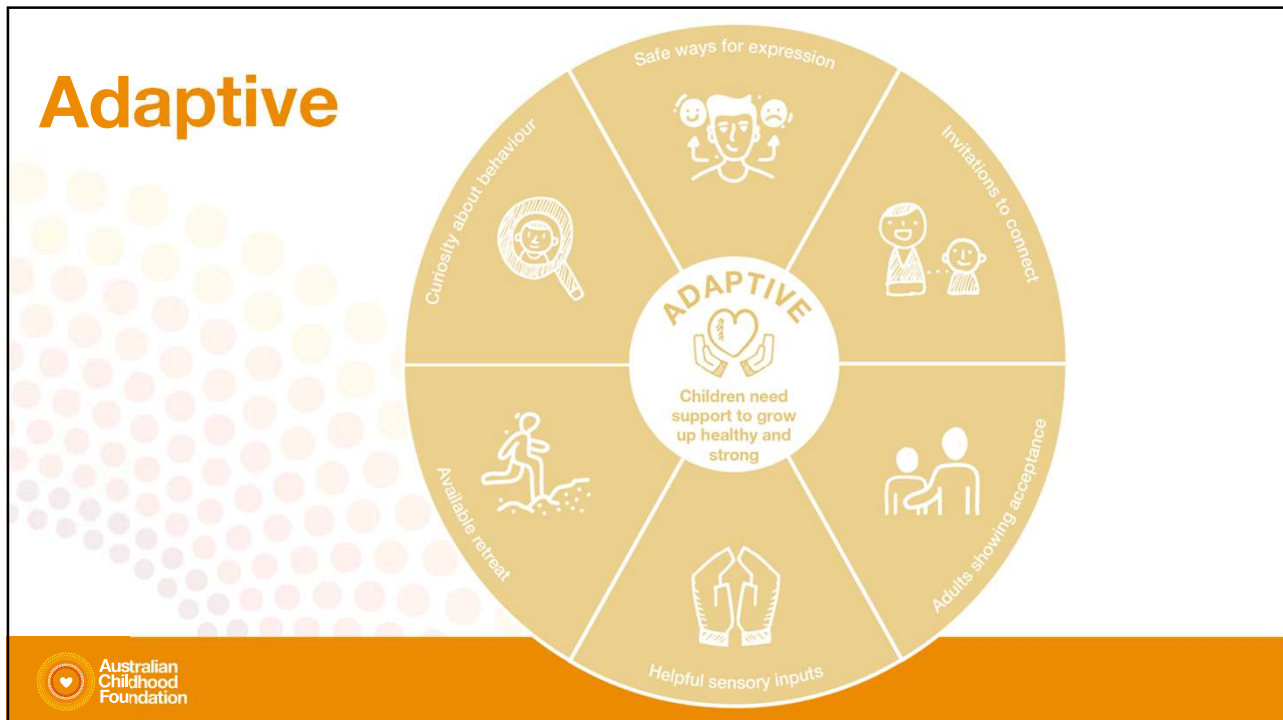 Adaptive
Safe ways for expression
Invitations to connect
Adults showing acceptance
Helpful sensory inputs
Available retreat
Curiosity about behaviour
ADAPTIVE
Children need
support to grow
up healthy and
strong
Australian
Childhood
Foundation